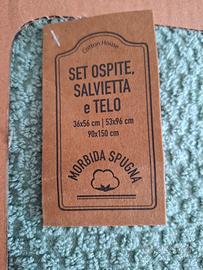 Cotton House
SET OSPITE,
SALVIETTA
e TELO
36x56 cm | 53x96 cm
90x150 cm
MORBIDA SPUGNA